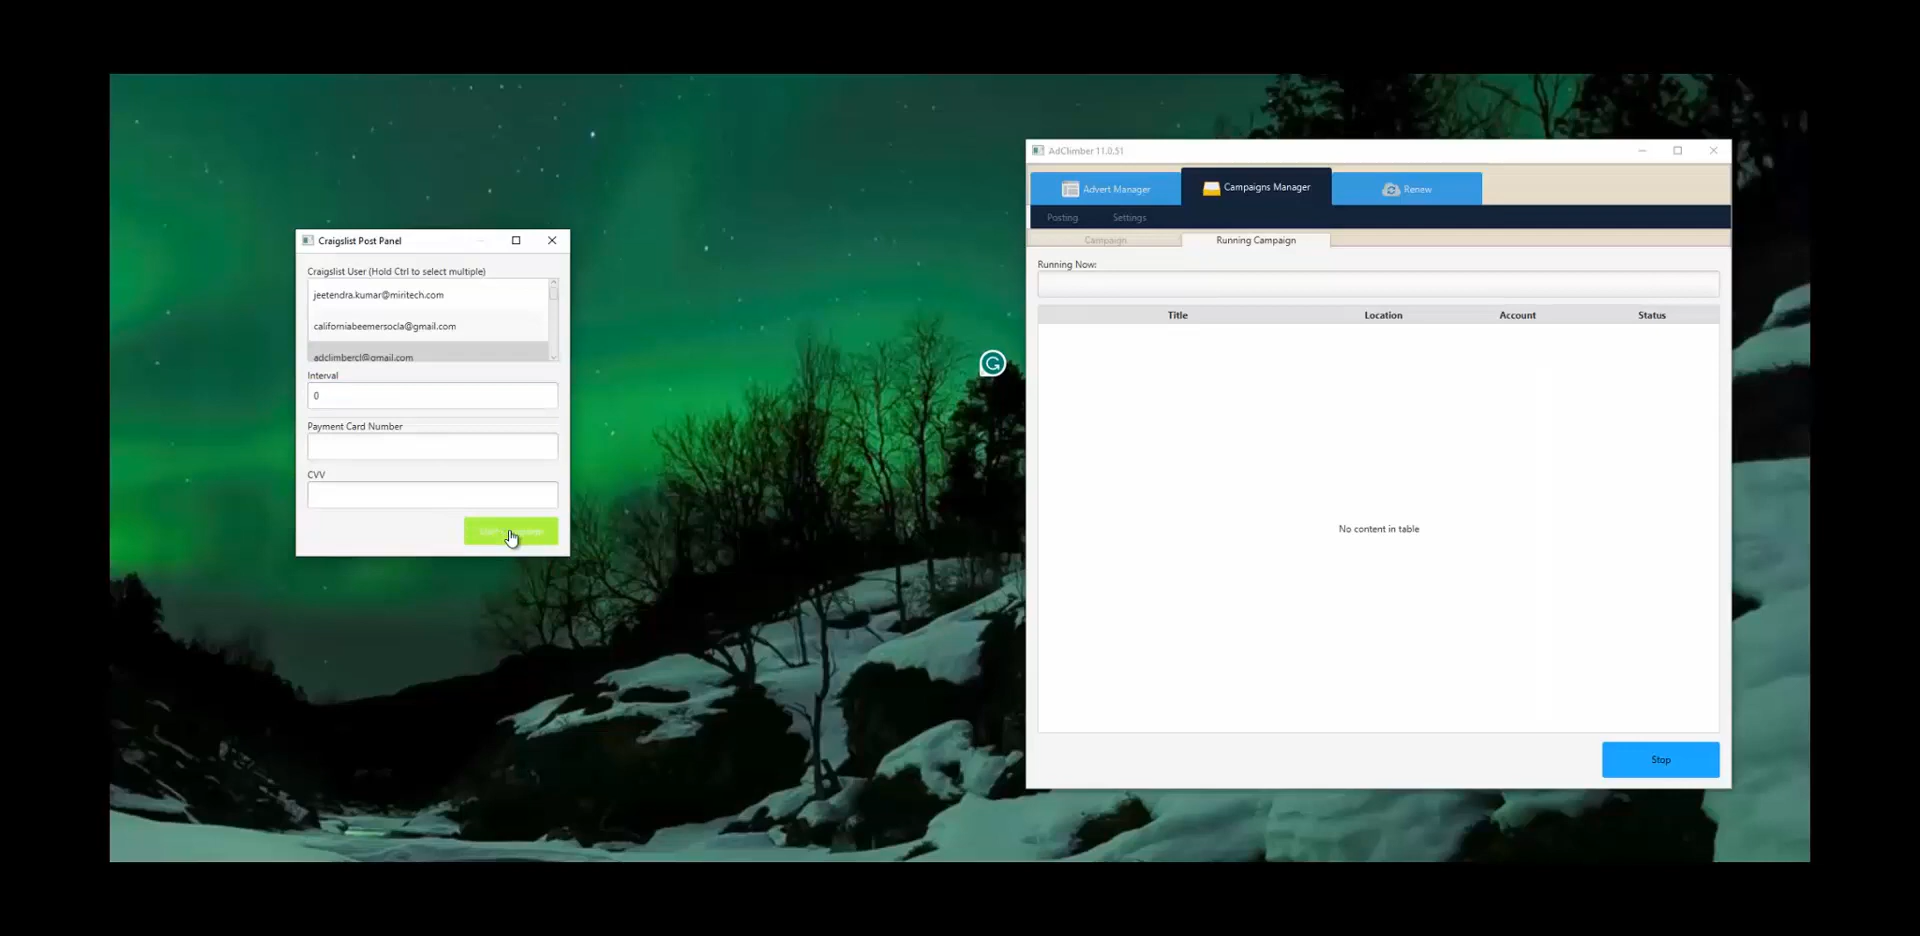 Craigslist Post Panel
Craigslist User (Hold Ctrl to select multiple)
jeetendra.kumar@miritech.com
californiabeemersocla@gmail.com
adclimbercl@gmail.com
Interval
0
Payment Card Number
CVV
AdClimber 11.0.51
Advert Manager
Campaigns Manager
Renew
Posting
Settings
Campaign
Running Campaign
Running Now:
Title
Location
Account
Status
No content in table
Stop